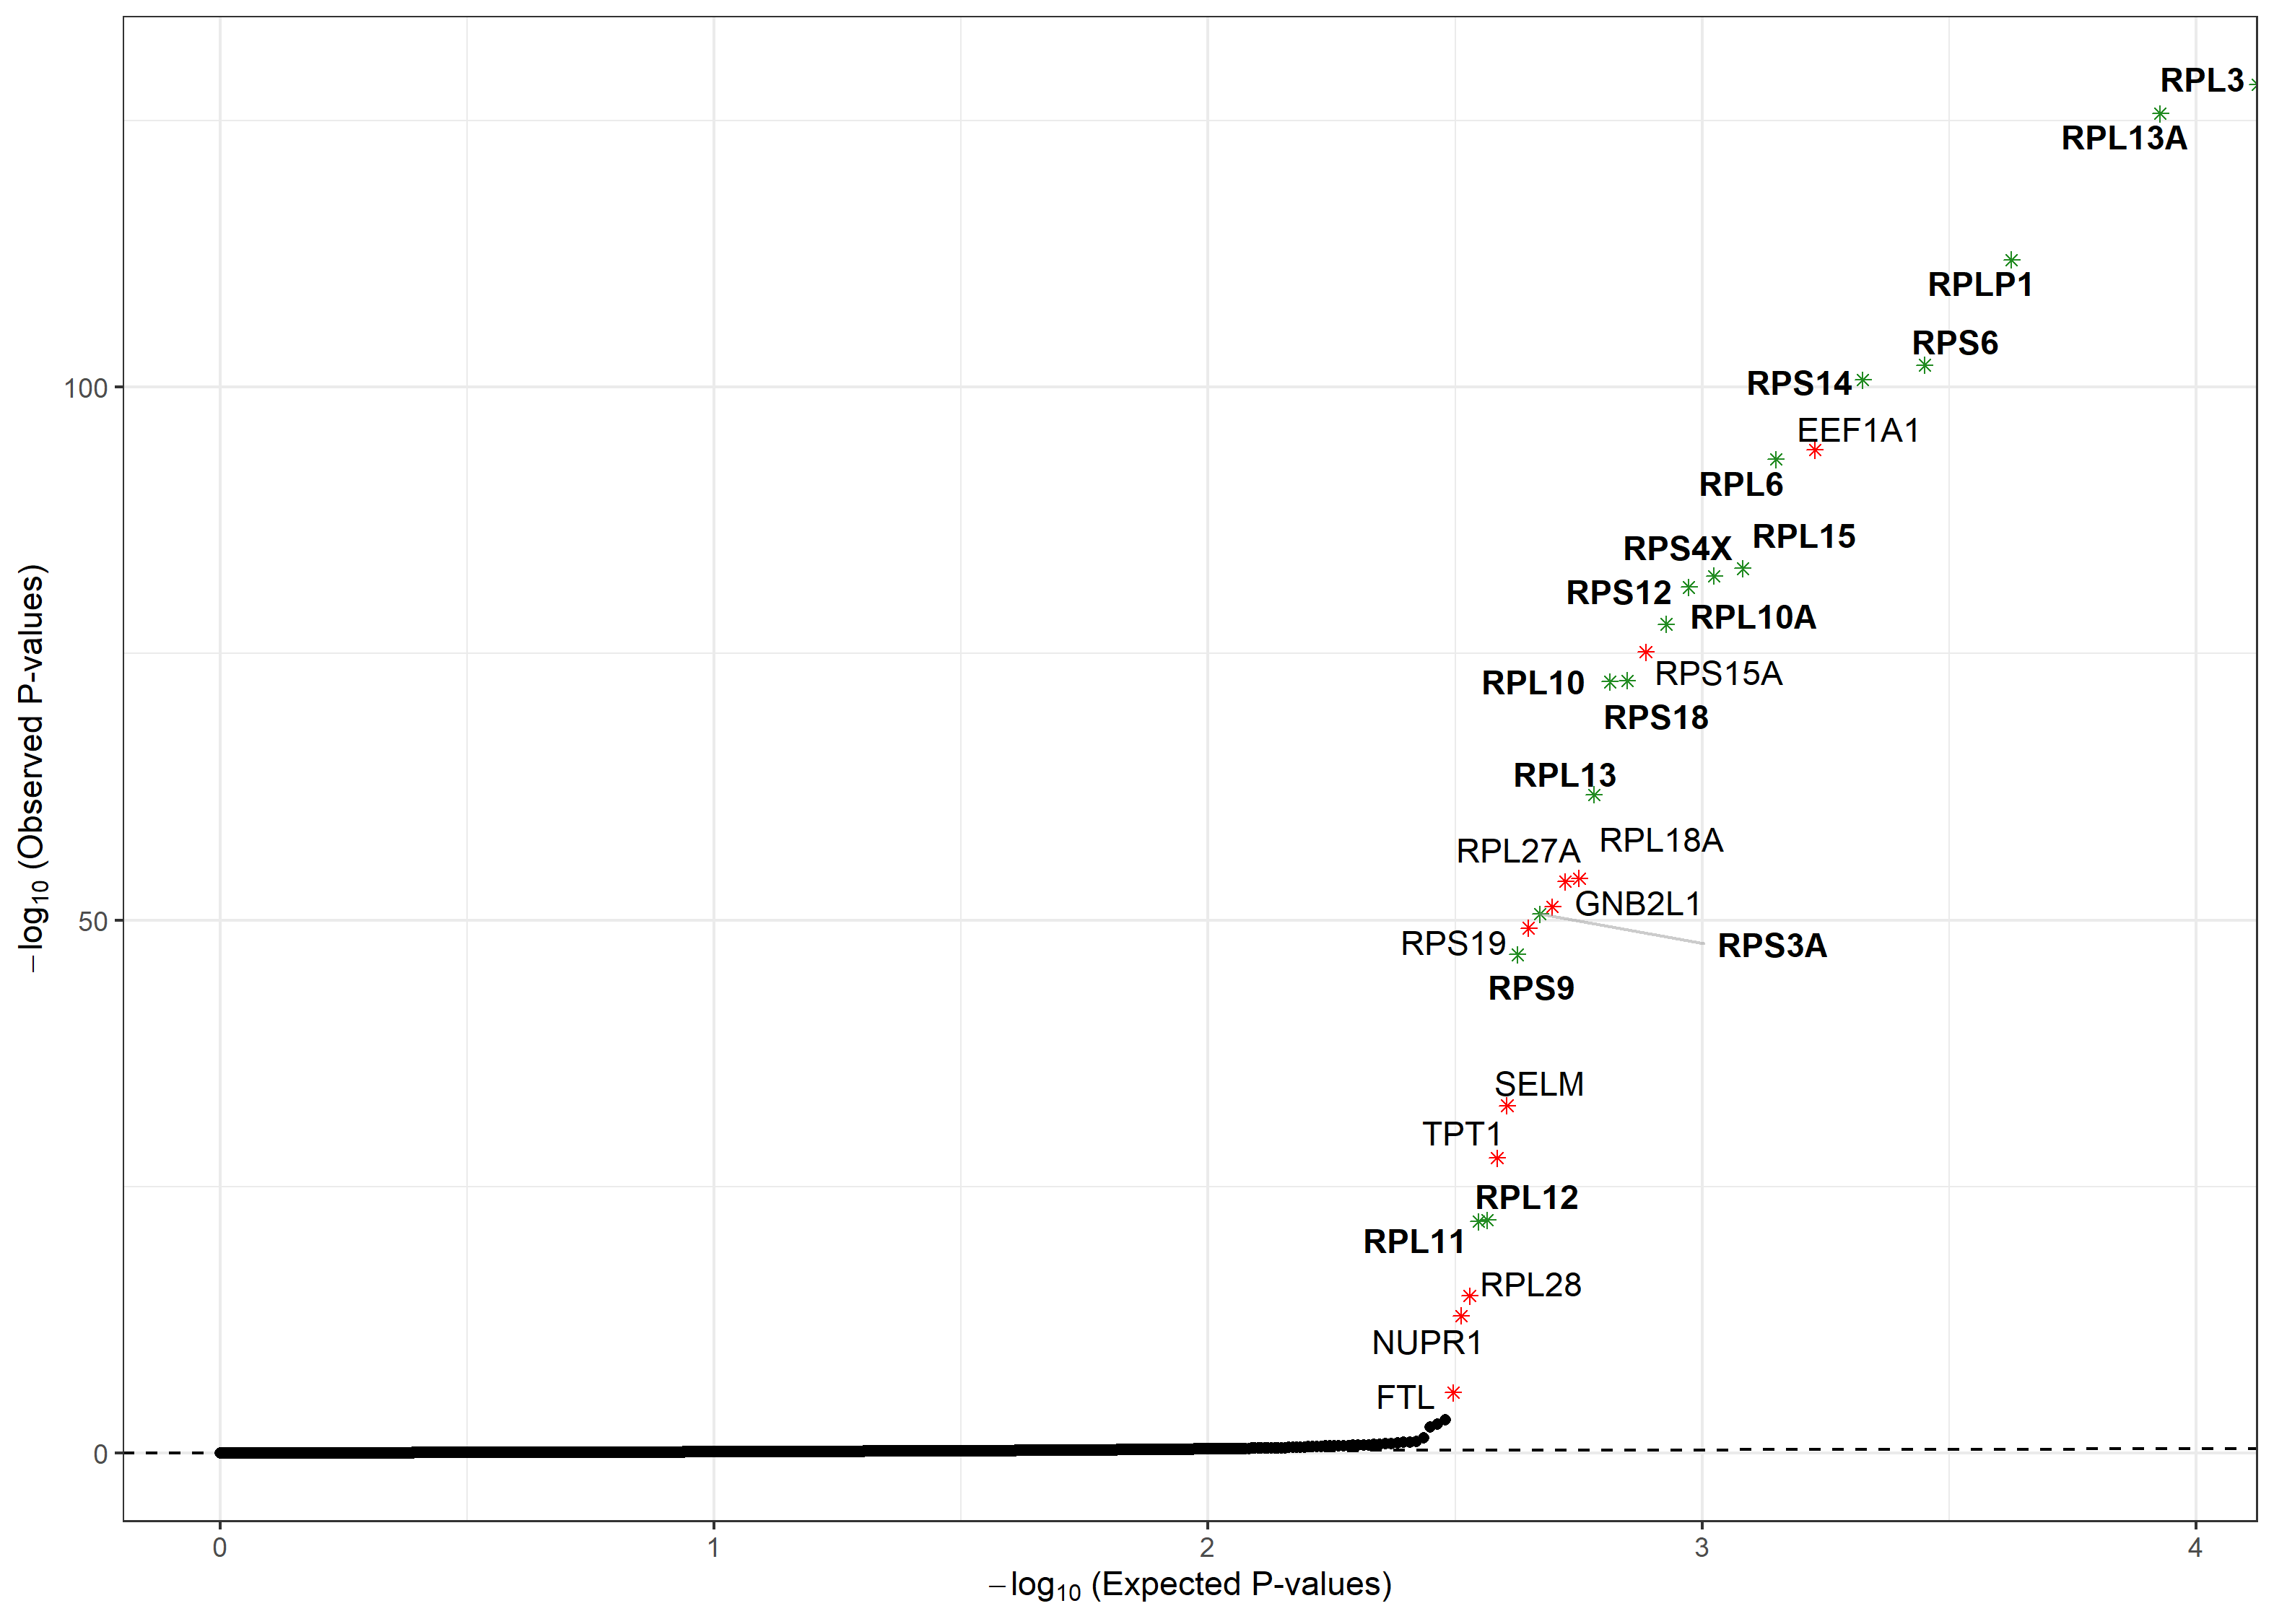 RPL3
RPL13A
RPLP1
RPS6
RPS14
100
EEF1A1
RPL6
RPL15
RPS4X
RPS12
RPL10A
RPS15A
RPL10
RPS18
RPL13
RPL18A
RPL27A
GNB2L1
50
RPS19
RPS3A
RPS9
SELM
TPT1
RPL12
RPL11
RPL28
NUPR1
FTL
0
0 1 2 3 4
−log10 (Expected P-values)
−log10 (Observed P-values)